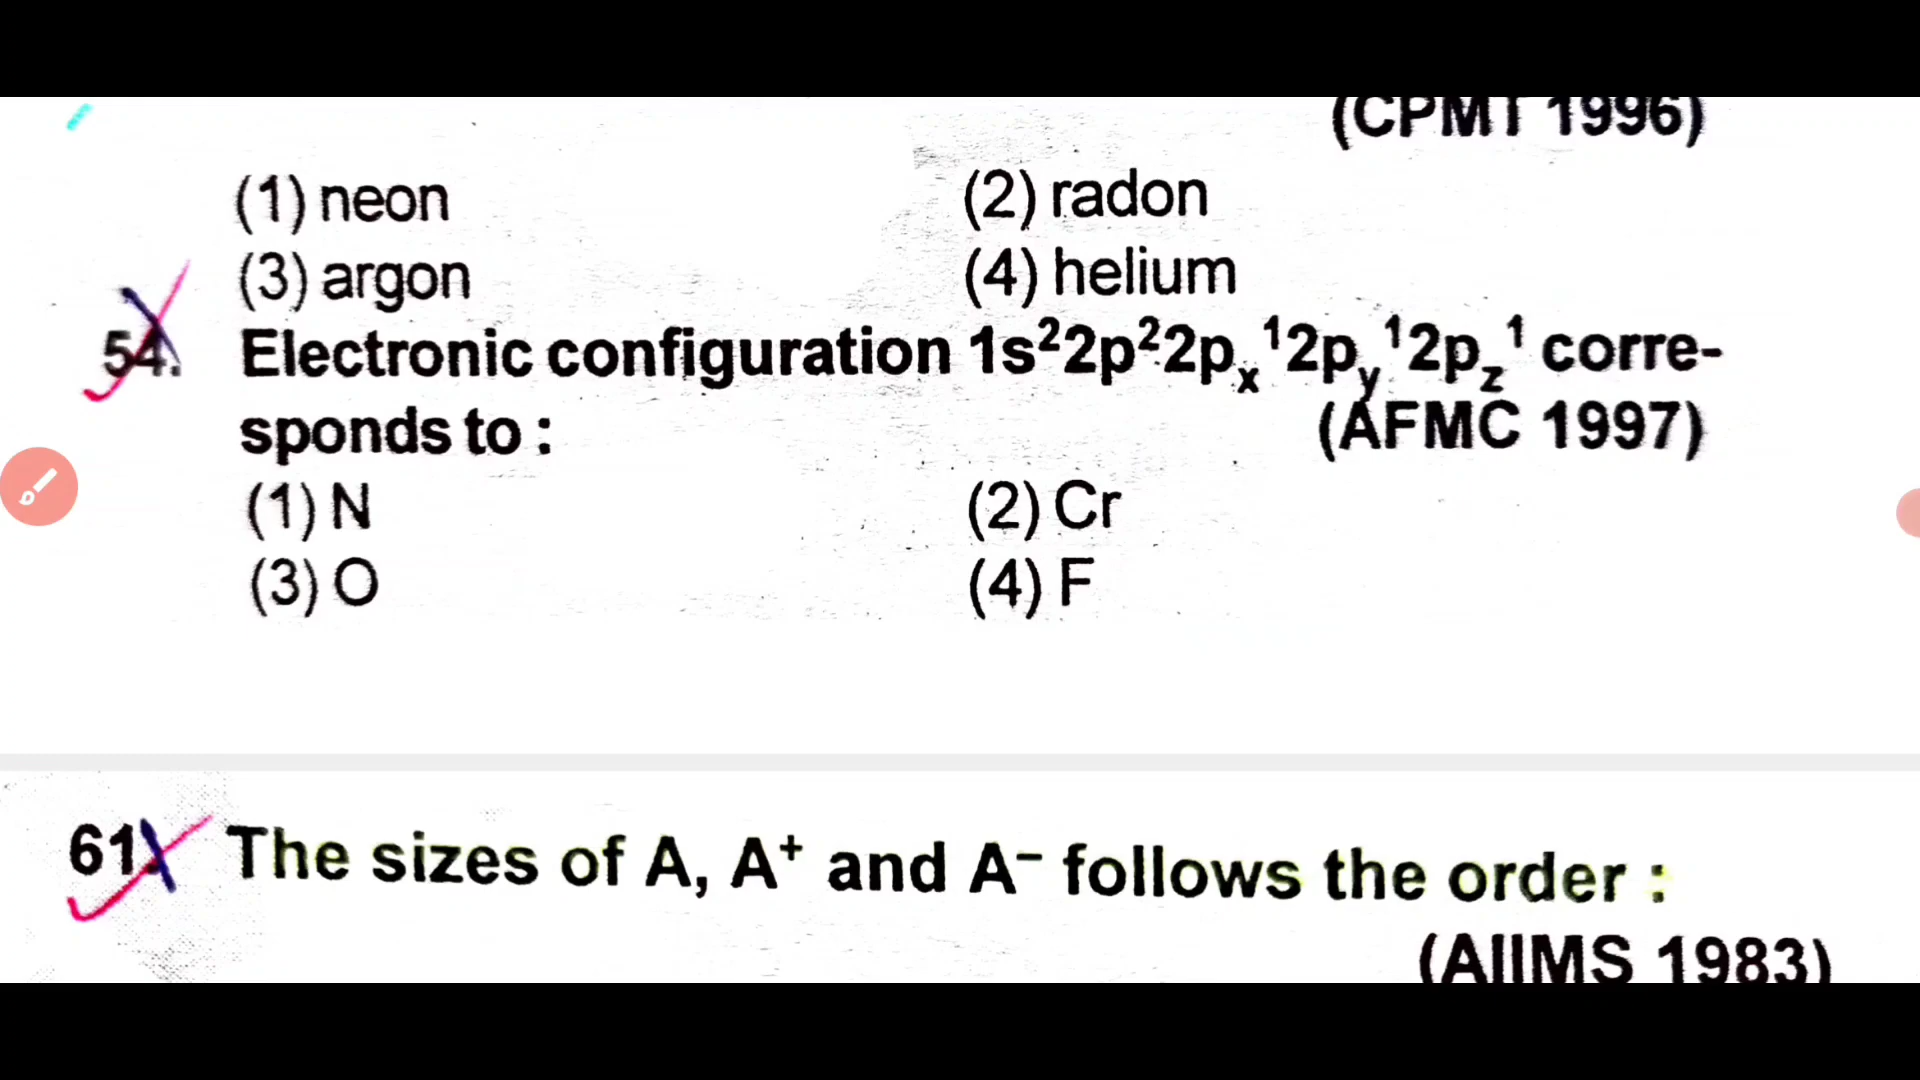 (CPMT 1996)
(1) neon (2) radon
(3) argon (4) helium
54. Electronic configuration 1s²2p²2pₓ¹2p_y¹2p_z¹ corre-
sponds to : (AFMC 1997)
(1) N (2) Cr
(3) O (4) F
61. The sizes of A, A⁺ and A⁻ follows the order :
(AIIMS 1983)